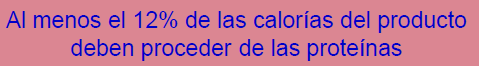 Al menos el 12% de las calorías del producto
deben proceder de las proteínas